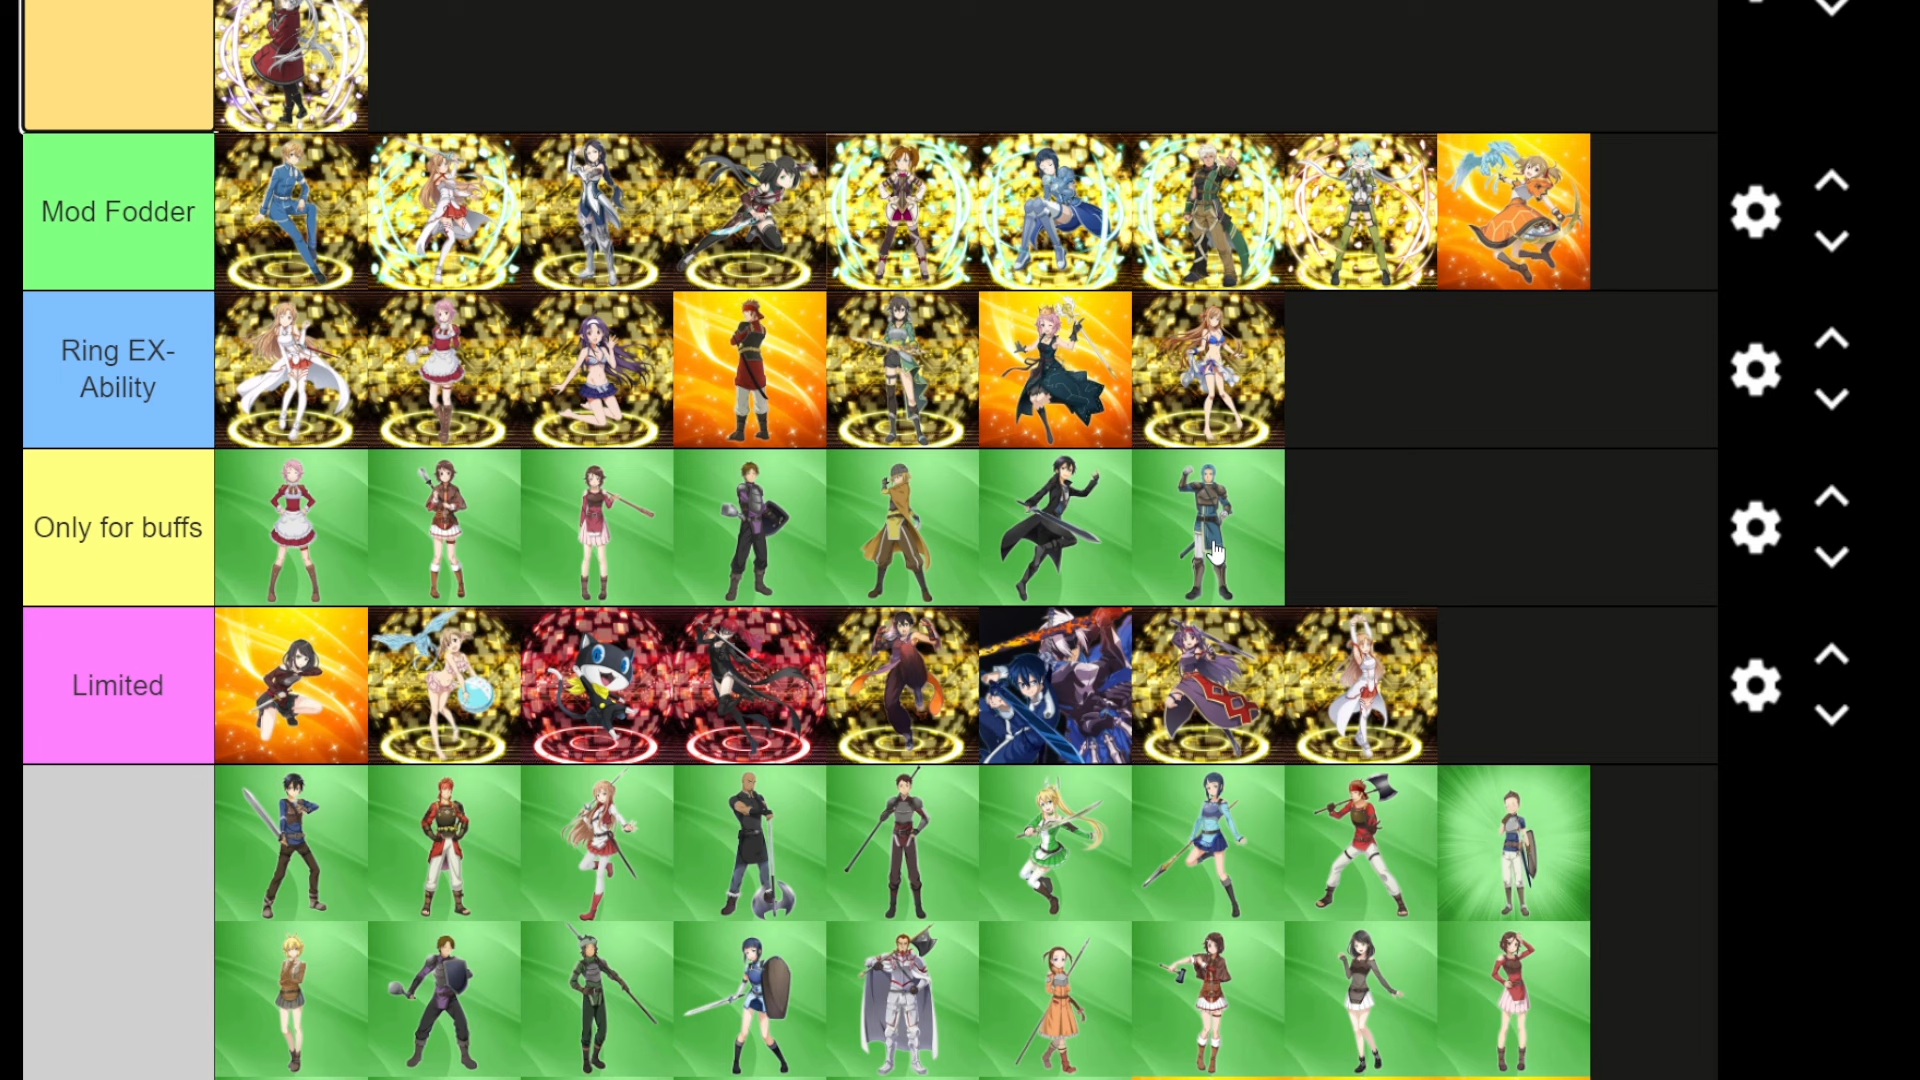 Mod Fodder
Ring EX-
Ability
Only for buffs
Limited